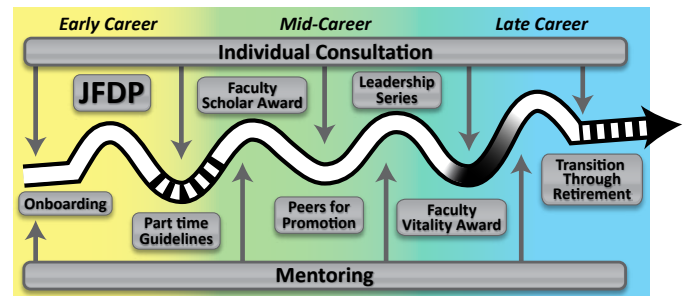 Early Career
Mid-Career
Late Career
Individual Consultation
JFDP
Faculty
Scholar Award
Leadership
Series
Onboarding
Part time
Guidelines
Peers for
Promotion
Faculty
Vitality Award
Transition
Through
Retirement
Mentoring